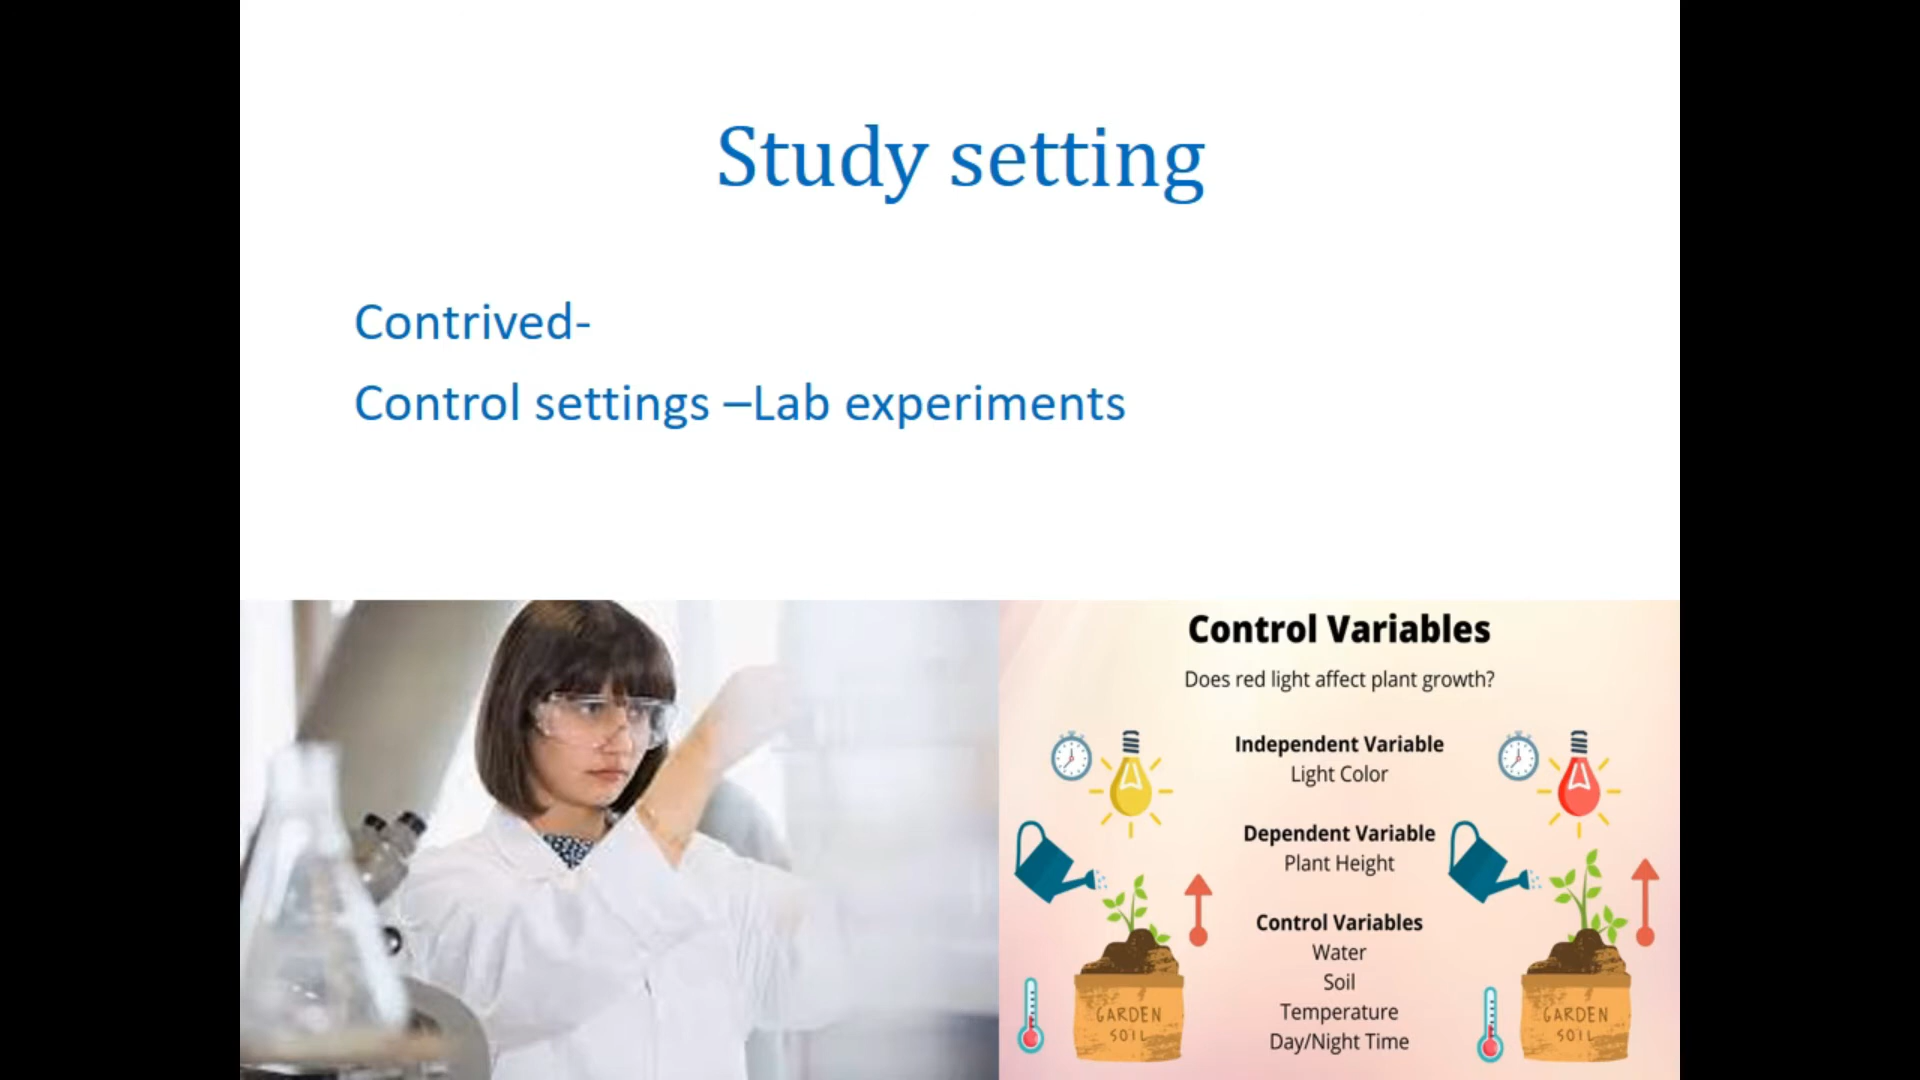 Study setting
Contrived-
Control settings –Lab experiments
Control Variables
Does red light affect plant growth?
Independent Variable
Light Color
Dependent Variable
Plant Height
Control Variables
Water
Soil
Temperature
Day/Night Time
GARDEN
SOIL
GARDEN
SOIL